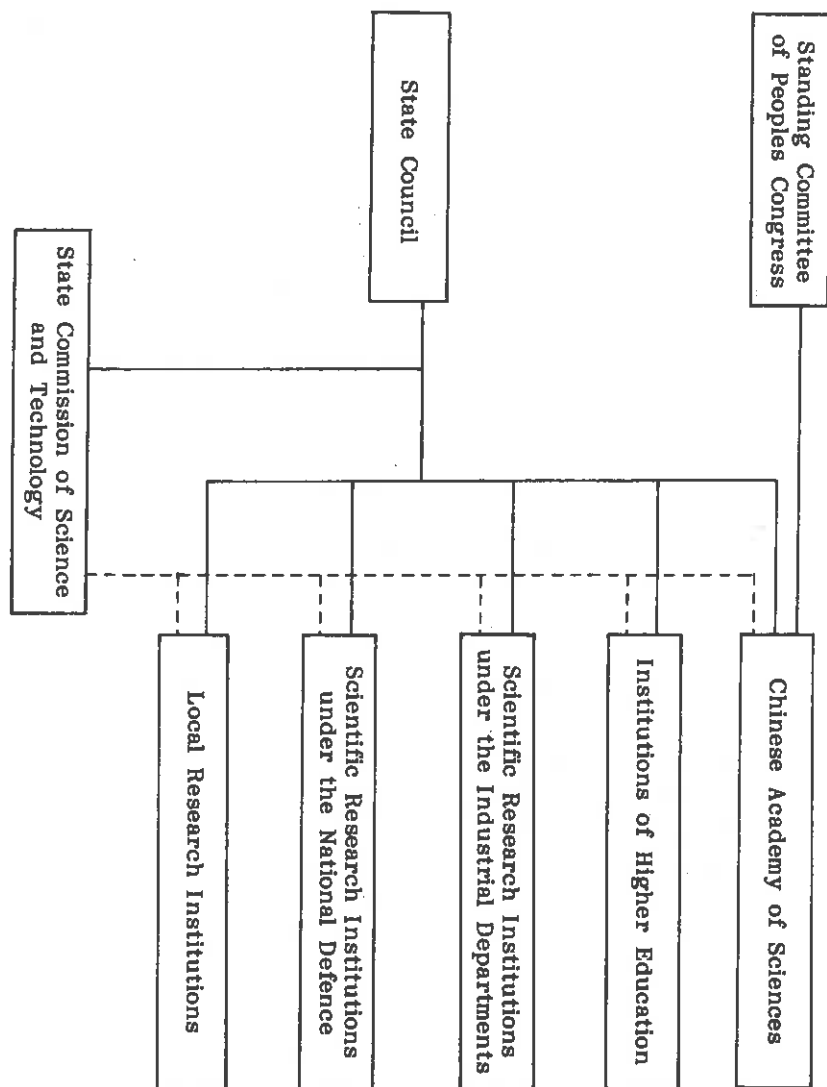 Standing Committee
of Peoples Congress
State Council
State Commission of Science
and Technology
Chinese Academy of Sciences
Institutions of Higher Education
Scientific Research Institutions
under the Industrial Departments
Scientific Research Institutions
under the National Defence
Local Research Institutions